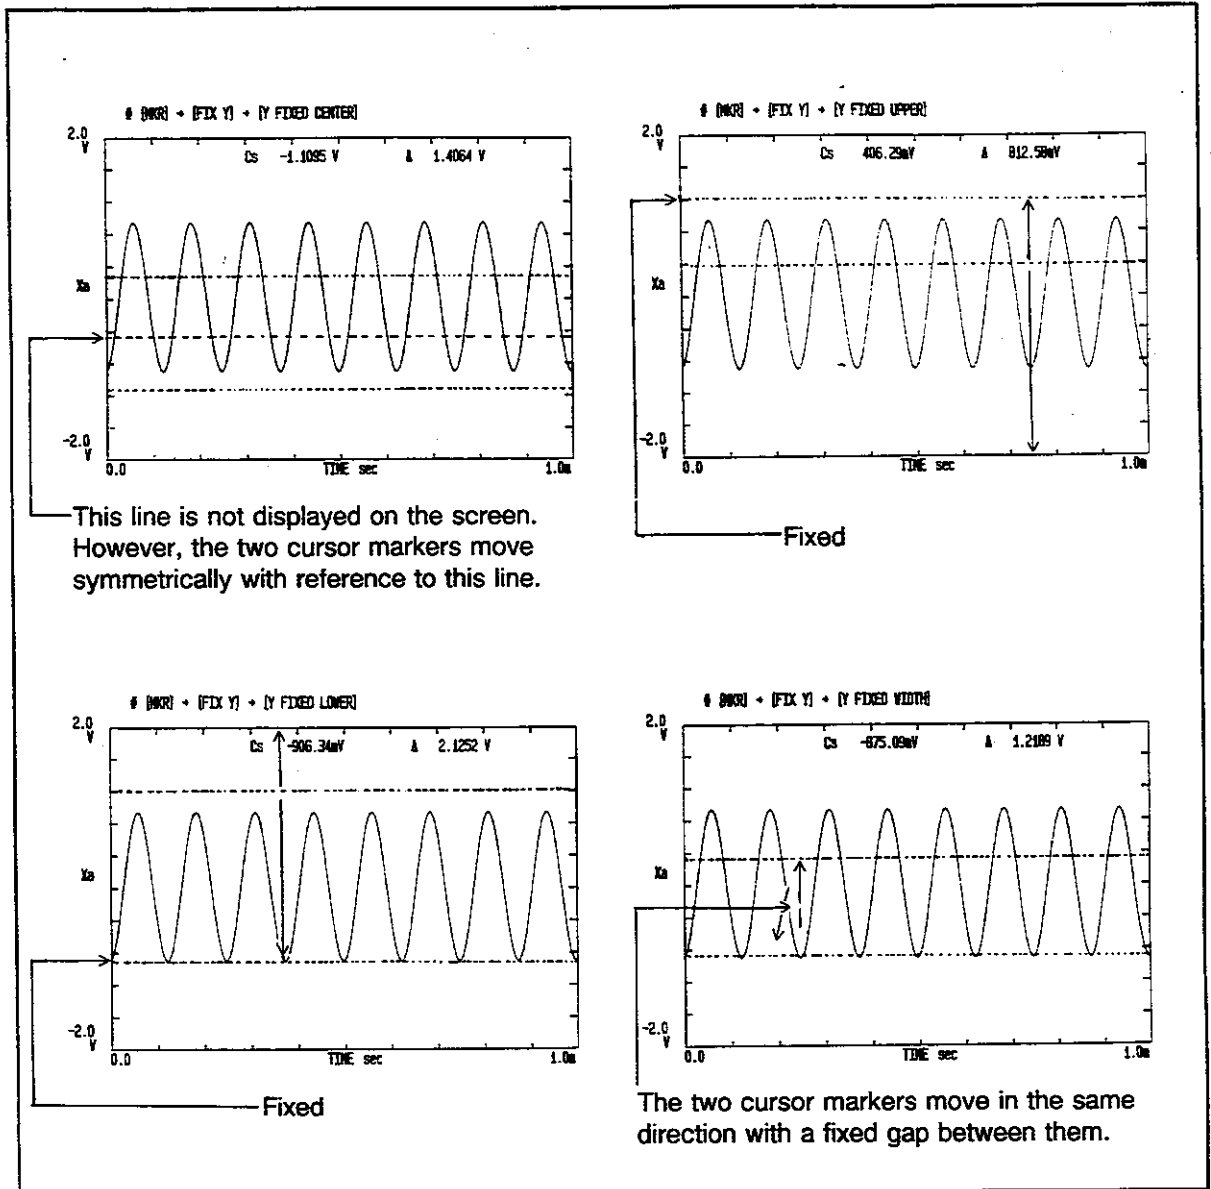 # [MKR] + [FIX Y] + [Y FIXED CENTER]
2.0
V
Cs -1.1095 V Δ 1.4064 V
Xa
-2.0
V
0.0 TIME sec 1.0m
This line is not displayed on the screen.
However, the two cursor markers move
symmetrically with reference to this line.
# [MKR] + [FIX Y] + [Y FIXED UPPER]
2.0
V
Cs 406.29mV Δ 812.58mV
Xa
-2.0
V
0.0 TIME sec 1.0m
Fixed
# [MKR] + [FIX Y] + [Y FIXED LOWER]
2.0
V
Cs -906.34mV Δ 2.1252 V
Xa
-2.0
V
0.0 TIME sec 1.0m
Fixed
# [MKR] + [FIX Y] + [Y FIXED WIDTH]
2.0
V
Cs -875.09mV Δ 1.2189 V
Xa
-2.0
V
0.0 TIME sec 1.0m
The two cursor markers move in the same
direction with a fixed gap between them.